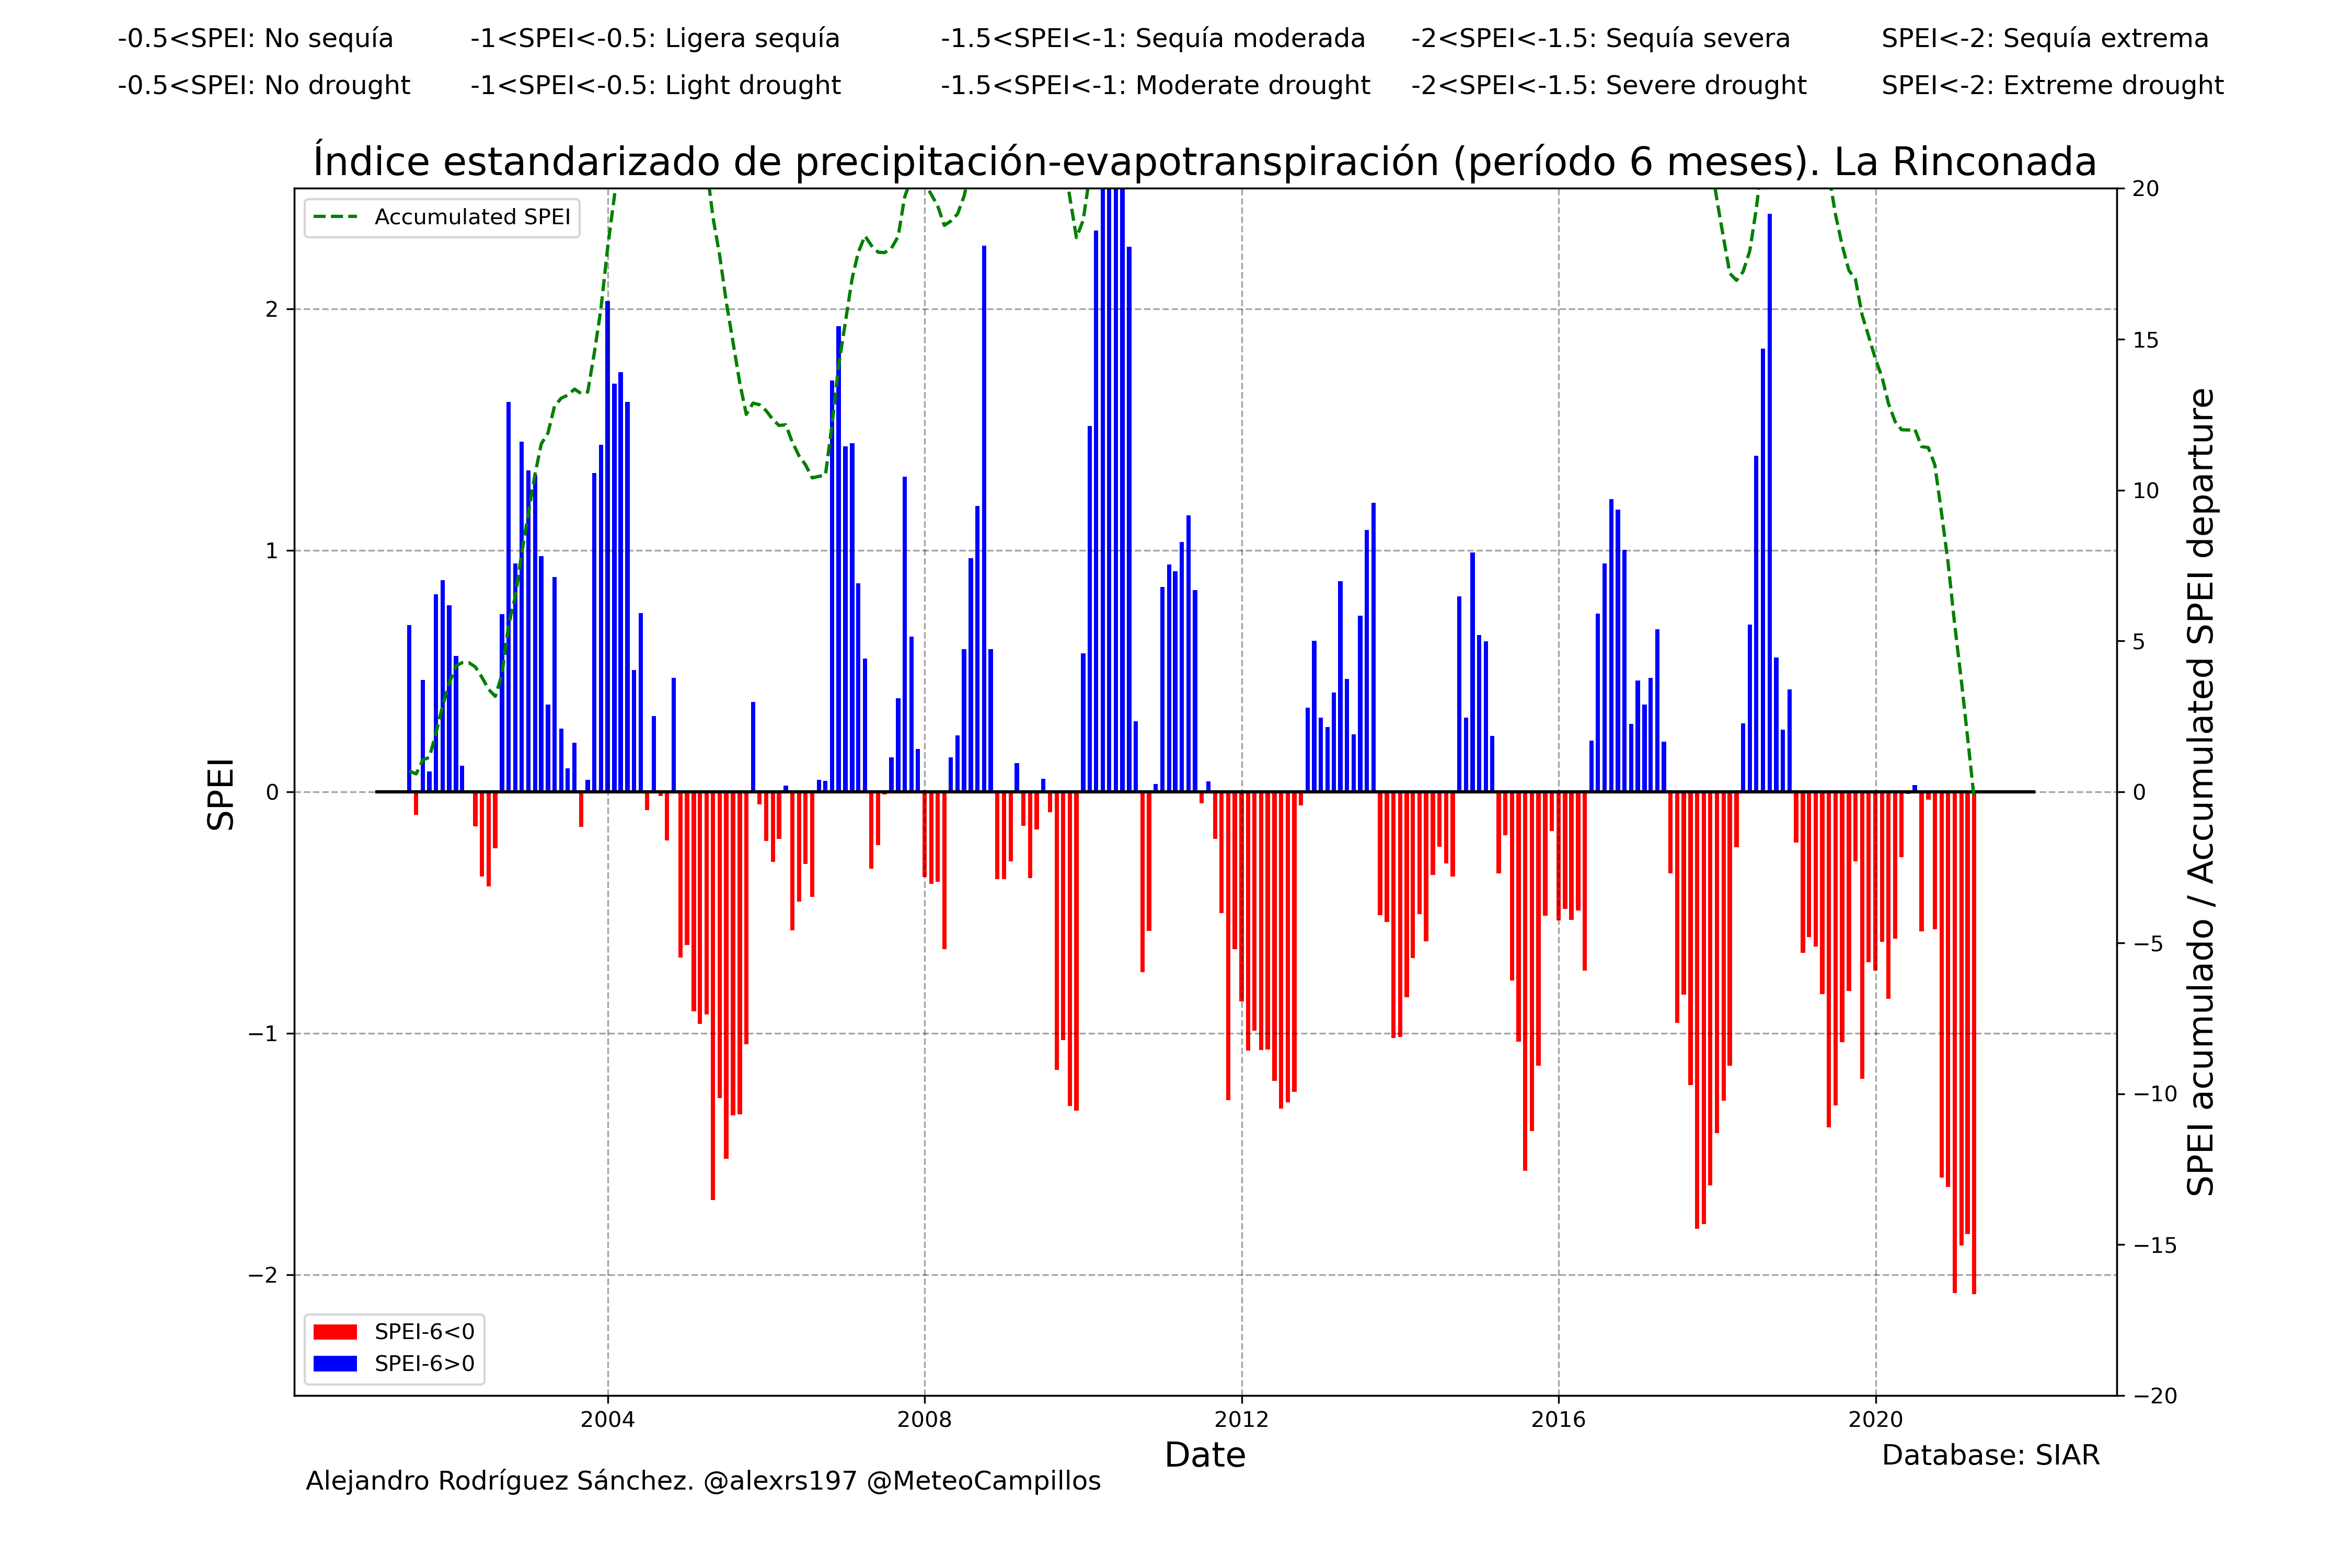 -0.5<SPEI: No sequía -1<SPEI<-0.5: Ligera sequía -1.5<SPEI<-1: Sequía moderada -2<SPEI<-1.5: Sequía severa SPEI<-2: Sequía extrema
-0.5<SPEI: No drought -1<SPEI<-0.5: Light drought -1.5<SPEI<-1: Moderate drought -2<SPEI<-1.5: Severe drought SPEI<-2: Extreme drought
Índice estandarizado de precipitación-evapotranspiración (período 6 meses). La Rinconada
Accumulated SPEI
SPEI
2
1
0
−1
−2
20
15
10
5
0
−5
−10
−15
−20
SPEI acumulado / Accumulated SPEI departure
SPEI-6<0
SPEI-6>0
2004 2008 2012 2016 2020
Date
Database: SIAR
Alejandro Rodríguez Sánchez. @alexrs197 @MeteoCampillos